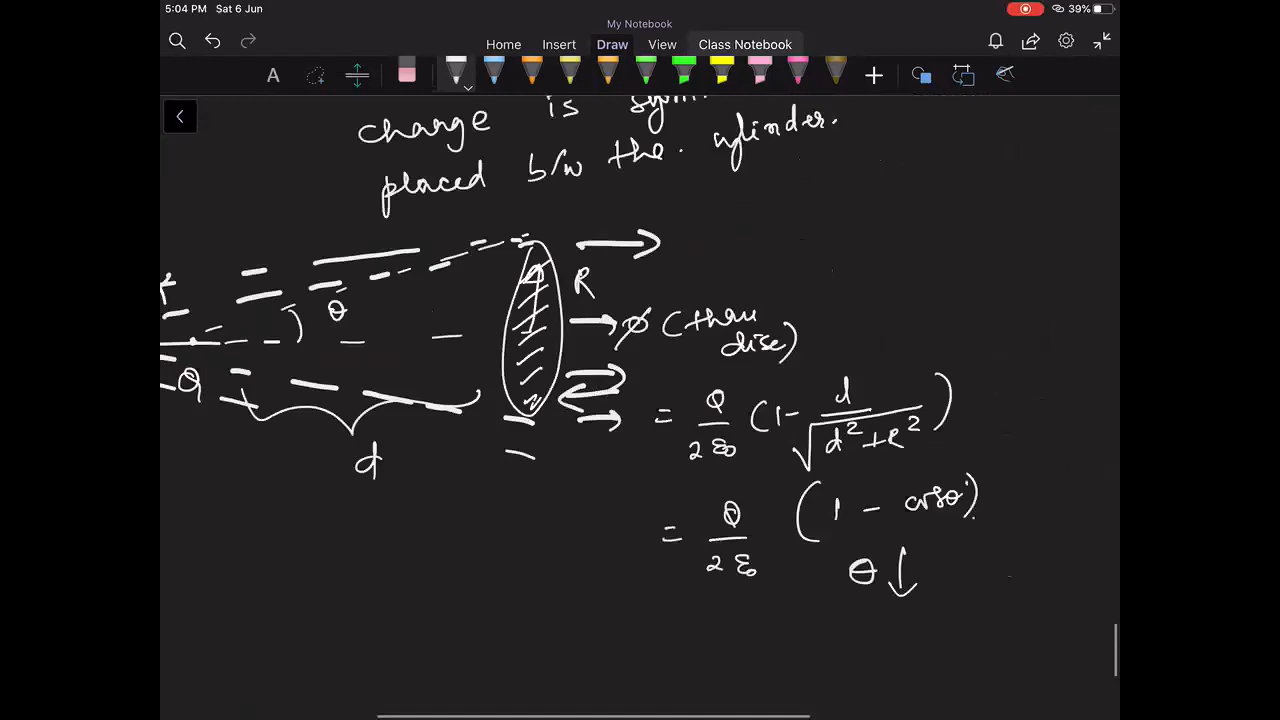 5:04 PM Sat 6 Jun
39%
My Notebook
Home Insert Draw View Class Notebook
A
charge is sym
placed b/w the cylinder.
θ
R
φ (thru disc)
Q
d
= Q/2ε₀ (1 - d/√(d²+R²))
= Q/2ε₀ (1 - cosθ)
θ↓